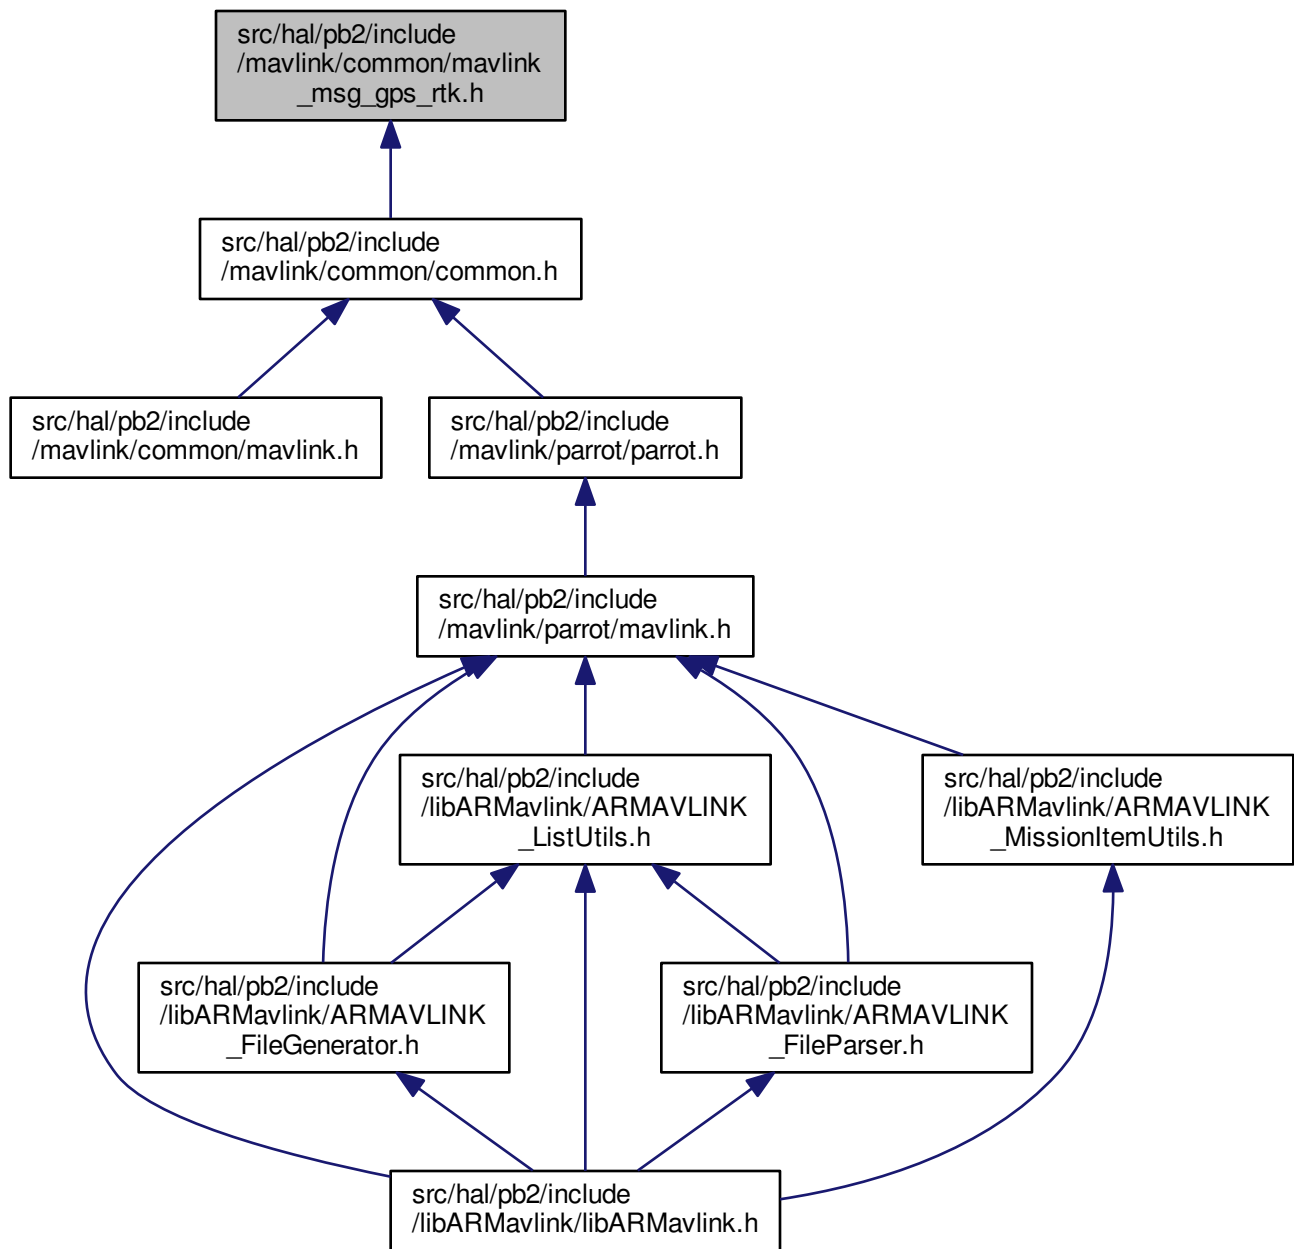 src/hal/pb2/include
/mavlink/common/mavlink
_msg_gps_rtk.h
src/hal/pb2/include
/mavlink/common/common.h
src/hal/pb2/include
/mavlink/common/mavlink.h
src/hal/pb2/include
/mavlink/parrot/parrot.h
src/hal/pb2/include
/mavlink/parrot/mavlink.h
src/hal/pb2/include
/libARMavlink/ARMAVLINK
_ListUtils.h
src/hal/pb2/include
/libARMavlink/ARMAVLINK
_MissionItemUtils.h
src/hal/pb2/include
/libARMavlink/ARMAVLINK
_FileGenerator.h
src/hal/pb2/include
/libARMavlink/ARMAVLINK
_FileParser.h
src/hal/pb2/include
/libARMavlink/libARMavlink.h